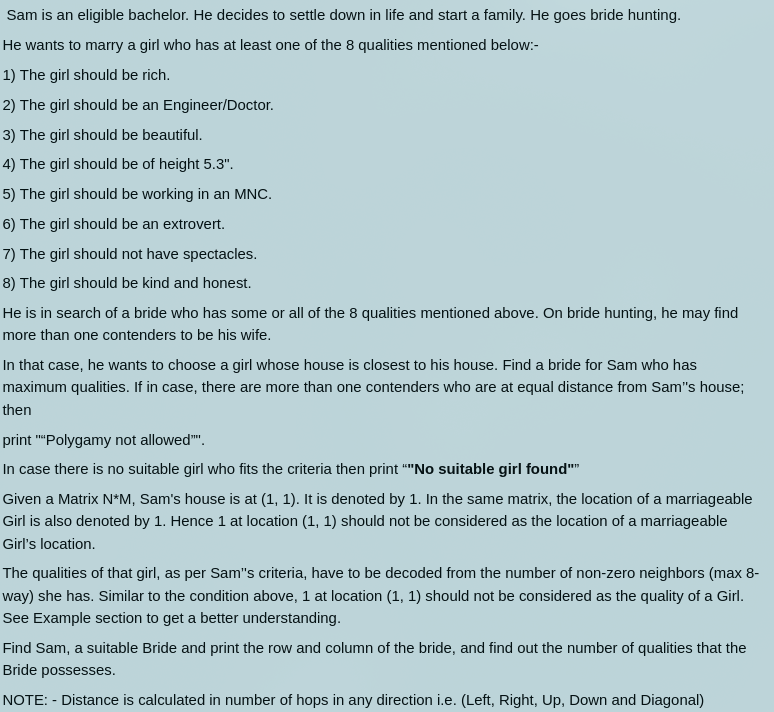 Sam is an eligible bachelor. He decides to settle down in life and start a family. He goes bride hunting.
He wants to marry a girl who has at least one of the 8 qualities mentioned below:-
1) The girl should be rich.
2) The girl should be an Engineer/Doctor.
3) The girl should be beautiful.
4) The girl should be of height 5.3".
5) The girl should be working in an MNC.
6) The girl should be an extrovert.
7) The girl should not have spectacles.
8) The girl should be kind and honest.
He is in search of a bride who has some or all of the 8 qualities mentioned above. On bride hunting, he may find
more than one contenders to be his wife.
In that case, he wants to choose a girl whose house is closest to his house. Find a bride for Sam who has
maximum qualities. If in case, there are more than one contenders who are at equal distance from Sam’'s house;
then
print "“Polygamy not allowed”".
In case there is no suitable girl who fits the criteria then print “"No suitable girl found"”
Given a Matrix N*M, Sam's house is at (1, 1). It is denoted by 1. In the same matrix, the location of a marriageable
Girl is also denoted by 1. Hence 1 at location (1, 1) should not be considered as the location of a marriageable
Girl’s location.
The qualities of that girl, as per Sam’'s criteria, have to be decoded from the number of non-zero neighbors (max 8-
way) she has. Similar to the condition above, 1 at location (1, 1) should not be considered as the quality of a Girl.
See Example section to get a better understanding.
Find Sam, a suitable Bride and print the row and column of the bride, and find out the number of qualities that the
Bride possesses.
NOTE: - Distance is calculated in number of hops in any direction i.e. (Left, Right, Up, Down and Diagonal)